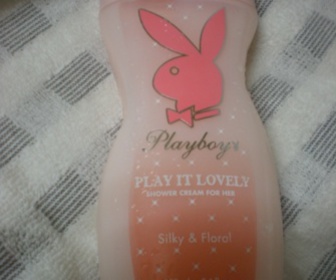 Playboy
PLAY IT LOVELY
SHOWER CREAM FOR HER
Silky & Floral